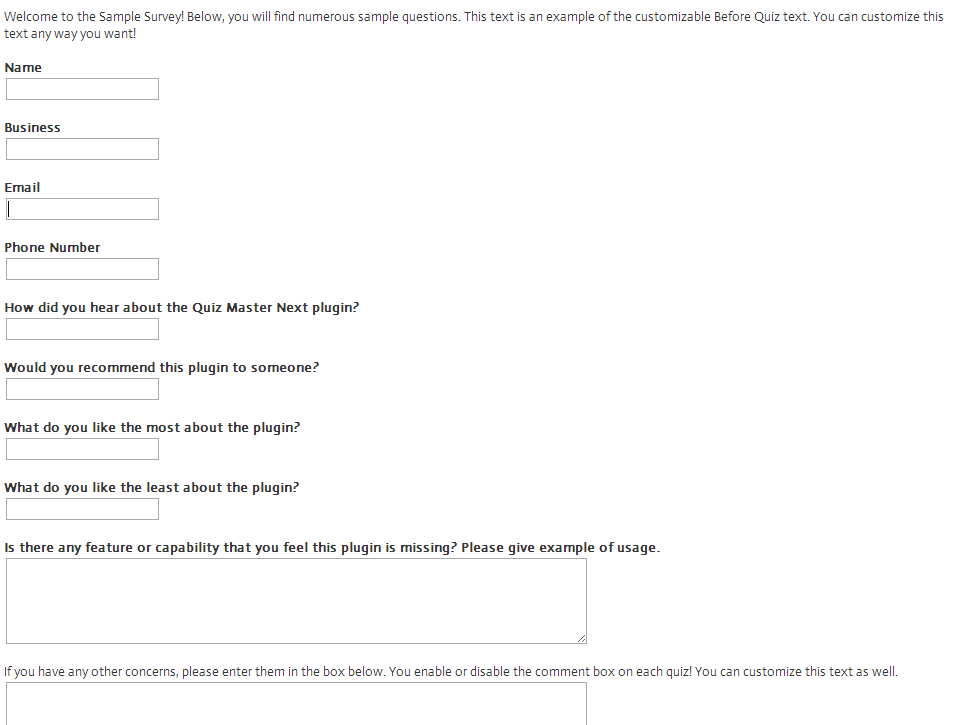 Welcome to the Sample Survey! Below, you will find numerous sample questions. This text is an example of the customizable Before Quiz text. You can customize this
text any way you want!
Name
Business
Email
Phone Number
How did you hear about the Quiz Master Next plugin?
Would you recommend this plugin to someone?
What do you like the most about the plugin?
What do you like the least about the plugin?
Is there any feature or capability that you feel this plugin is missing? Please give example of usage.
If you have any other concerns, please enter them in the box below. You enable or disable the comment box on each quiz! You can customize this text as well.